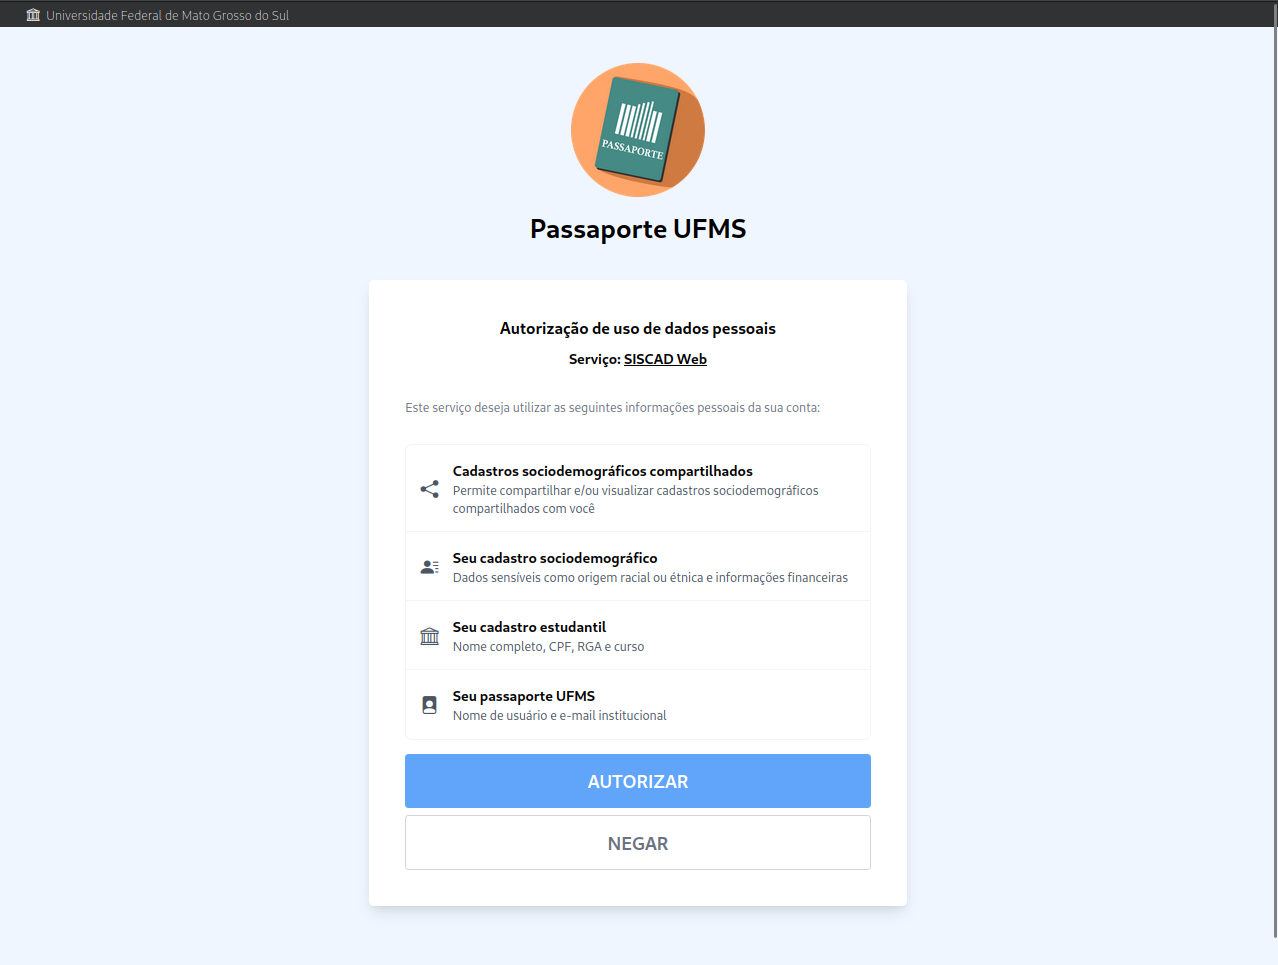 Universidade Federal de Mato Grosso do Sul
PASSAPORTE
Passaporte UFMS
Autorização de uso de dados pessoais
Serviço: SISCAD Web
Este serviço deseja utilizar as seguintes informações pessoais da sua conta:
Cadastros sociodemográficos compartilhados
Permite compartilhar e/ou visualizar cadastros sociodemográficos
compartilhados com você
Seu cadastro sociodemográfico
Dados sensíveis como origem racial ou étnica e informações financeiras
Seu cadastro estudantil
Nome completo, CPF, RGA e curso
Seu passaporte UFMS
Nome de usuário e e-mail institucional
AUTORIZAR
NEGAR